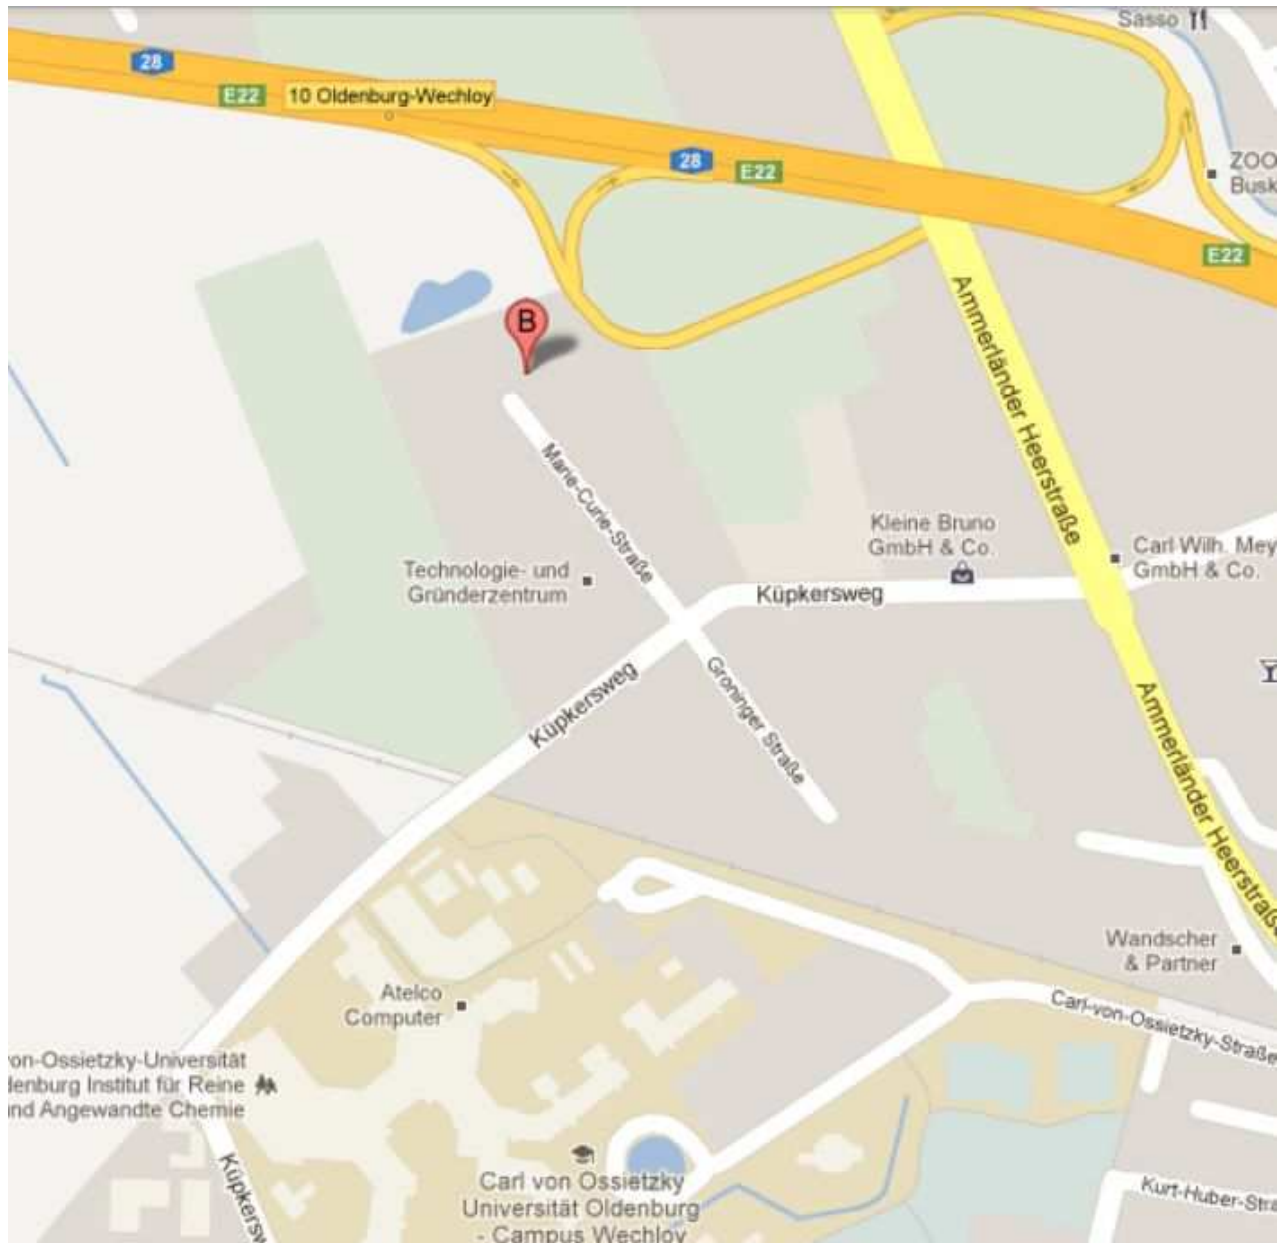 Sasso
28
E22
10 Oldenburg-Wechloy
28
E22
ZOO
Busk
E22
B
Ammerländer Heerstraße
Marie-Curie-Straße
Kleine Bruno
GmbH & Co.
Carl Wilh. Mey
GmbH & Co.
Technologie- und
Gründerzentrum
Küpkersweg
Küpkersweg
Groninger Straße
Ammerländer Heerstraße
Wandscher
& Partner
Atelco
Computer
Carl-von-Ossietzky-Straße
von-Ossietzky-Universität
denburg Institut für Reine
nd Angewandte Chemie
Küpkersw
Carl von Ossietzky
Universität Oldenburg
- Campus Wechloy
Kurt-Huber-Stra